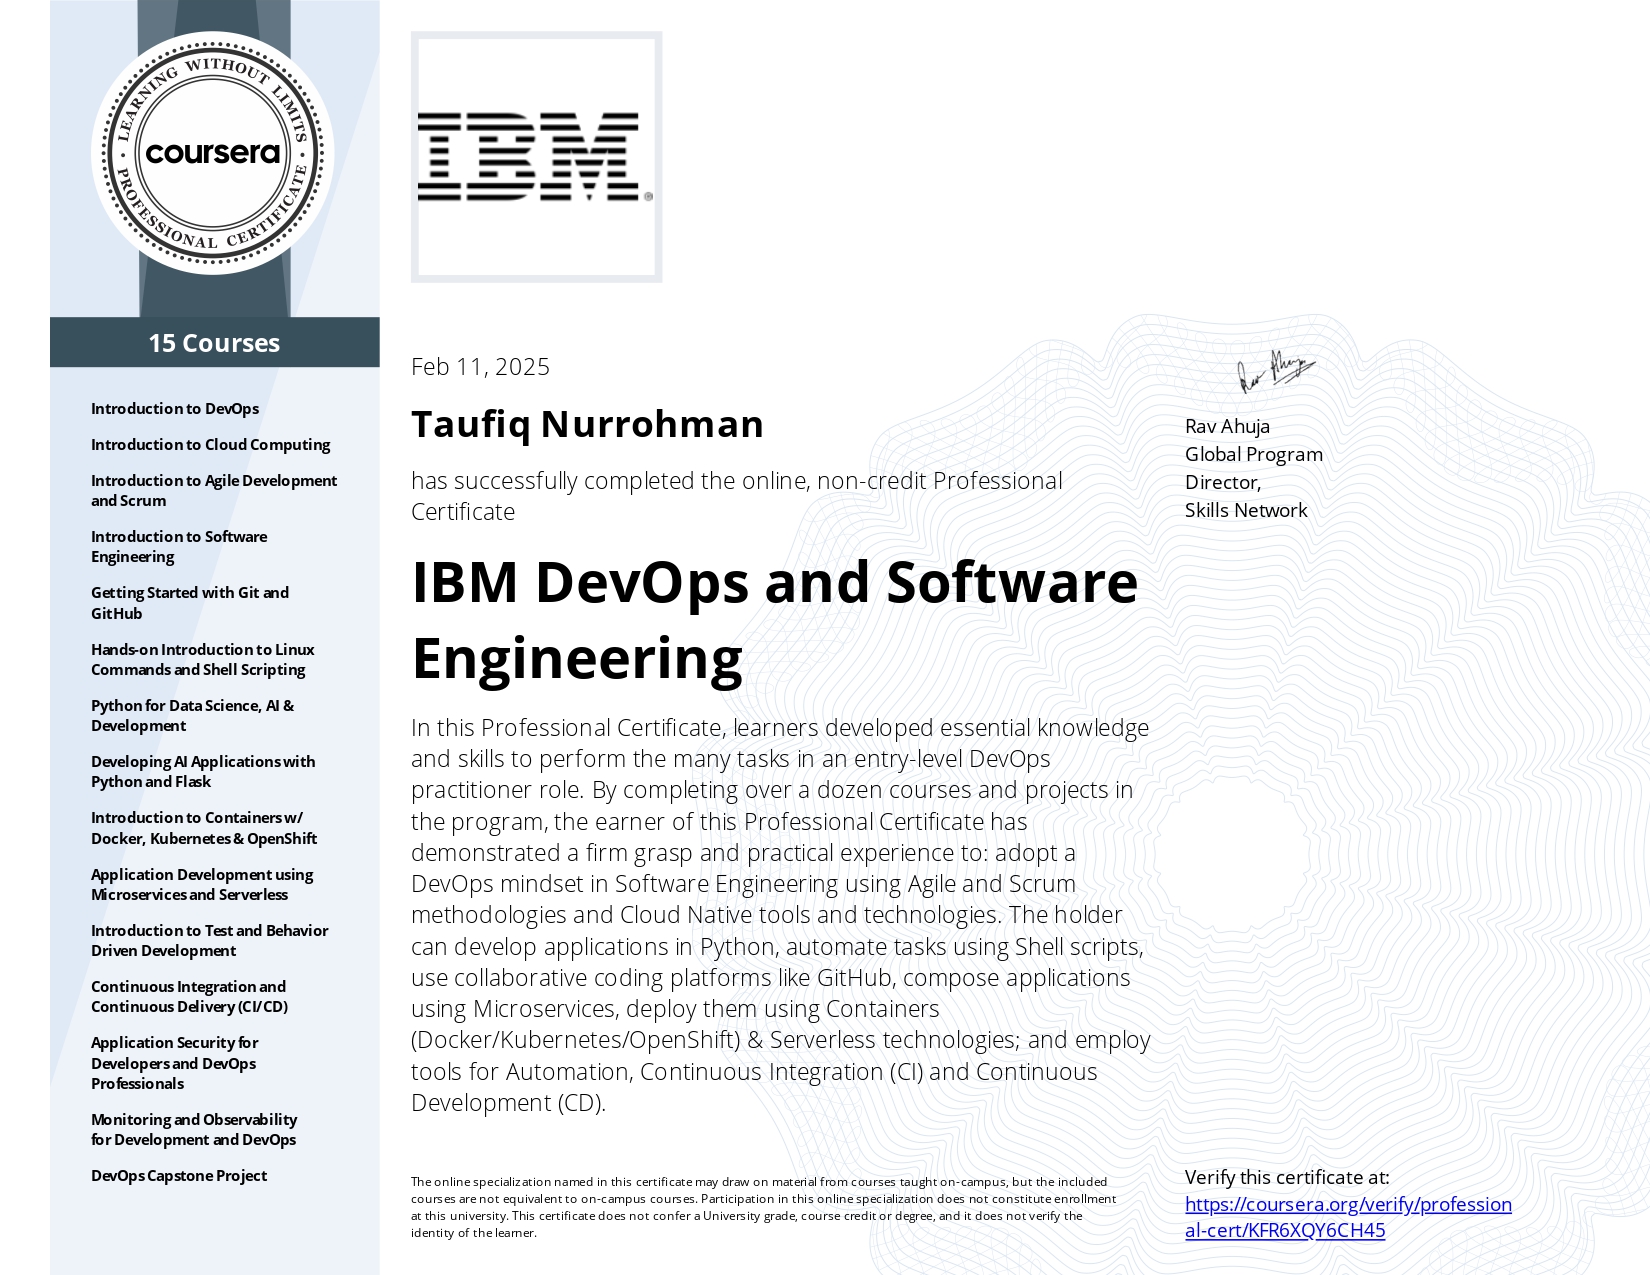 LEARNING WITHOUT LIMITS
coursera
PROFESSIONAL CERTIFICATE
15 Courses
Introduction to DevOps
Introduction to Cloud Computing
Introduction to Agile Development
and Scrum
Introduction to Software
Engineering
Getting Started with Git and
GitHub
Hands-on Introduction to Linux
Commands and Shell Scripting
Python for Data Science, AI &
Development
Developing AI Applications with
Python and Flask
Introduction to Containers w/
Docker, Kubernetes & OpenShift
Application Development using
Microservices and Serverless
Introduction to Test and Behavior
Driven Development
Continuous Integration and
Continuous Delivery (CI/CD)
Application Security for
Developers and DevOps
Professionals
Monitoring and Observability
for Development and DevOps
DevOps Capstone Project
IBM®
Feb 11, 2025
Taufiq Nurrohman
has successfully completed the online, non-credit Professional
Certificate
IBM DevOps and Software
Engineering
In this Professional Certificate, learners developed essential knowledge
and skills to perform the many tasks in an entry-level DevOps
practitioner role. By completing over a dozen courses and projects in
the program, the earner of this Professional Certificate has
demonstrated a firm grasp and practical experience to: adopt a
DevOps mindset in Software Engineering using Agile and Scrum
methodologies and Cloud Native tools and technologies. The holder
can develop applications in Python, automate tasks using Shell scripts,
use collaborative coding platforms like GitHub, compose applications
using Microservices, deploy them using Containers
(Docker/Kubernetes/OpenShift) & Serverless technologies; and employ
tools for Automation, Continuous Integration (CI) and Continuous
Development (CD).
The online specialization named in this certificate may draw on material from courses taught on-campus, but the included
courses are not equivalent to on-campus courses. Participation in this online specialization does not constitute enrollment
at this university. This certificate does not confer a University grade, course credit or degree, and it does not verify the
identity of the learner.
Rav Ahuja
Rav Ahuja
Global Program
Director,
Skills Network
Verify this certificate at:
https://coursera.org/verify/profession
al-cert/KFR6XQY6CH45